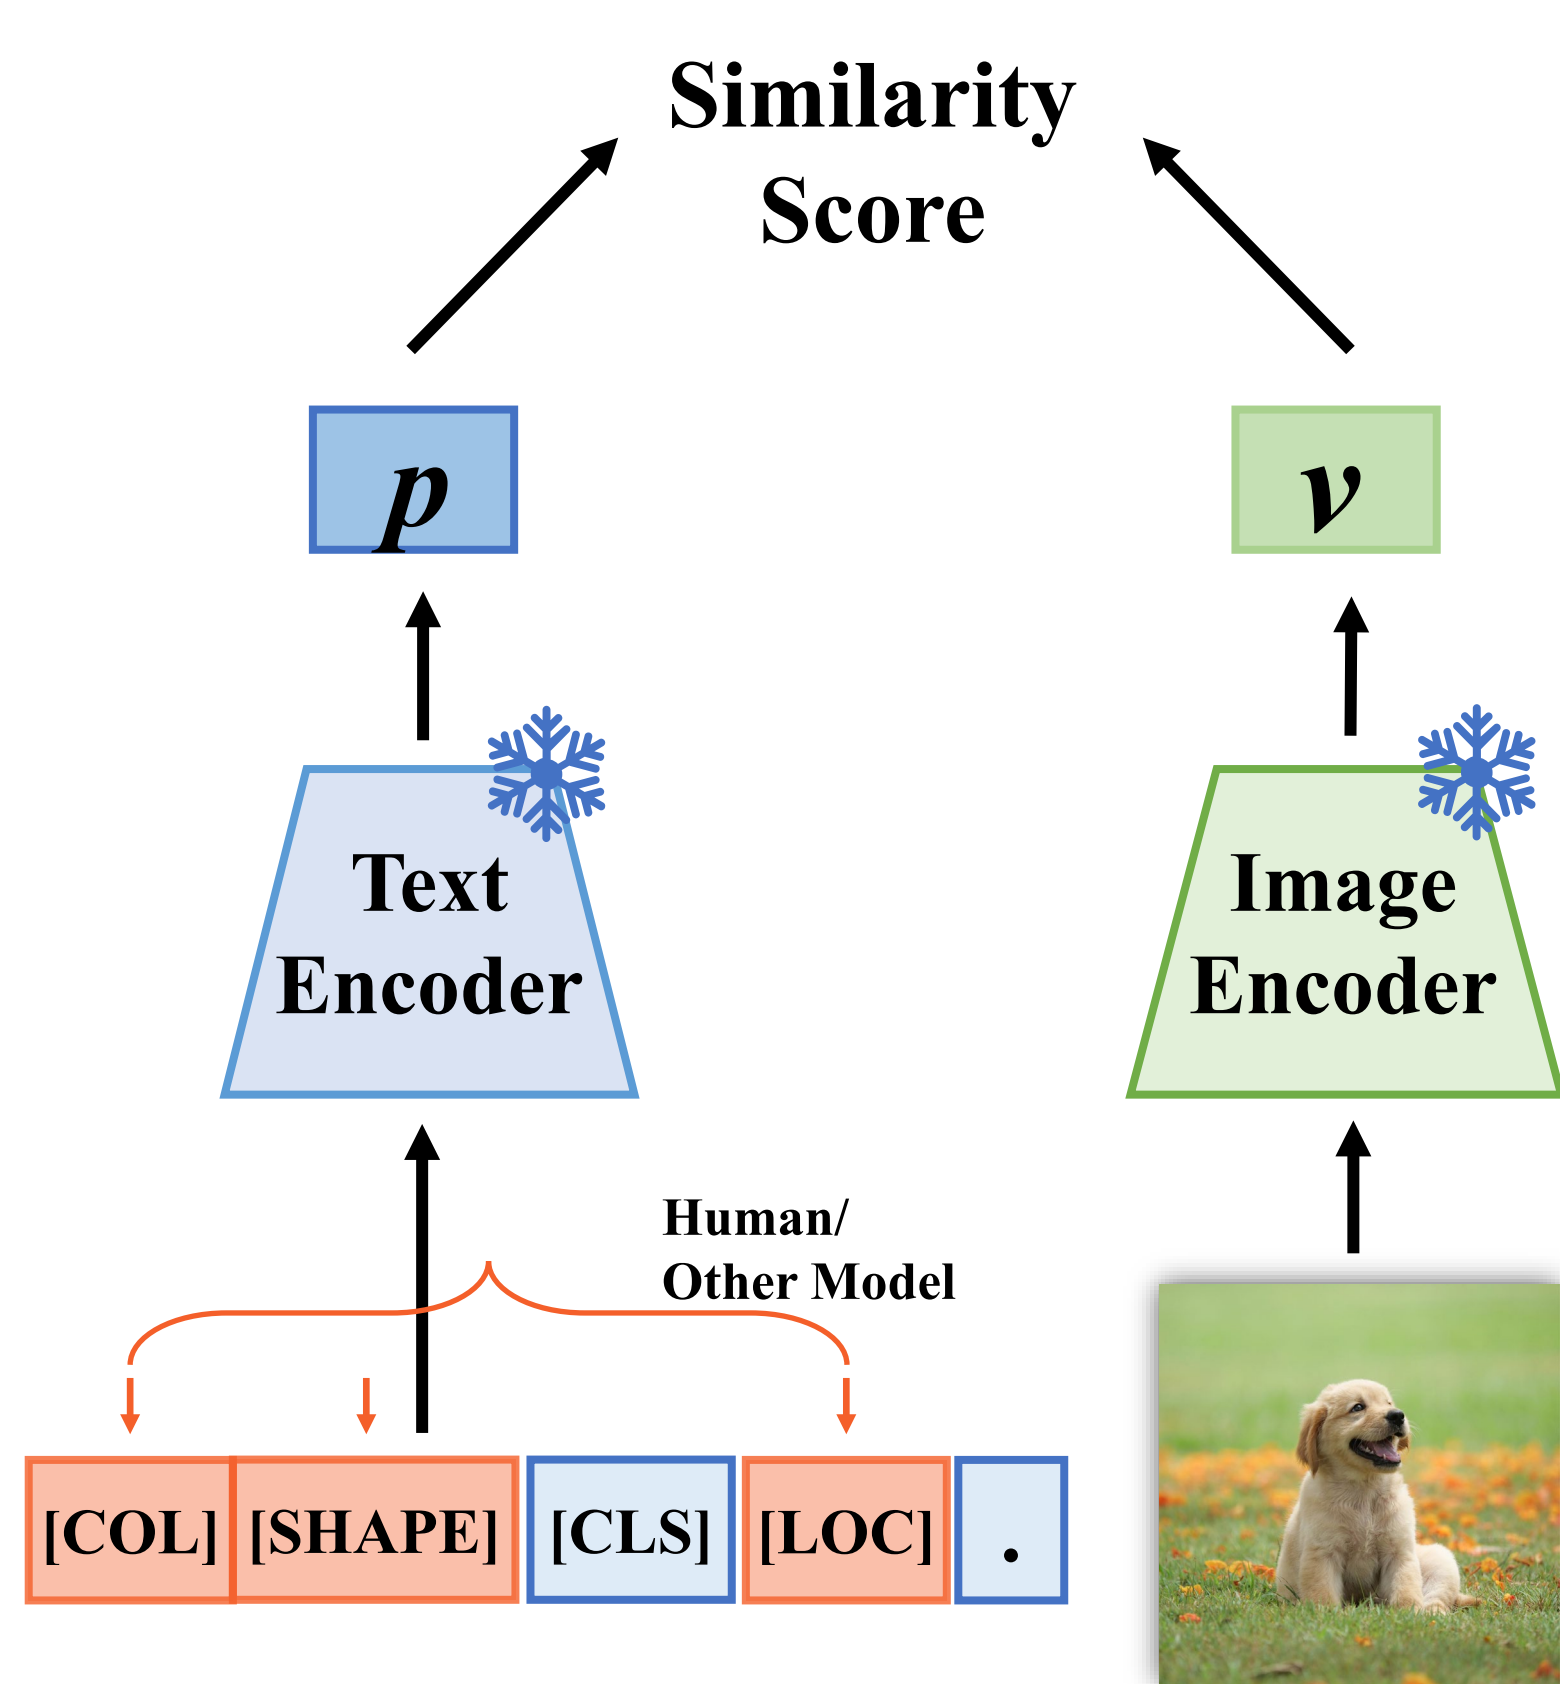 Similarity
Score
p
v
Text
Encoder
Image
Encoder
Human/
Other Model
[COL] [SHAPE] [CLS] [LOC] .